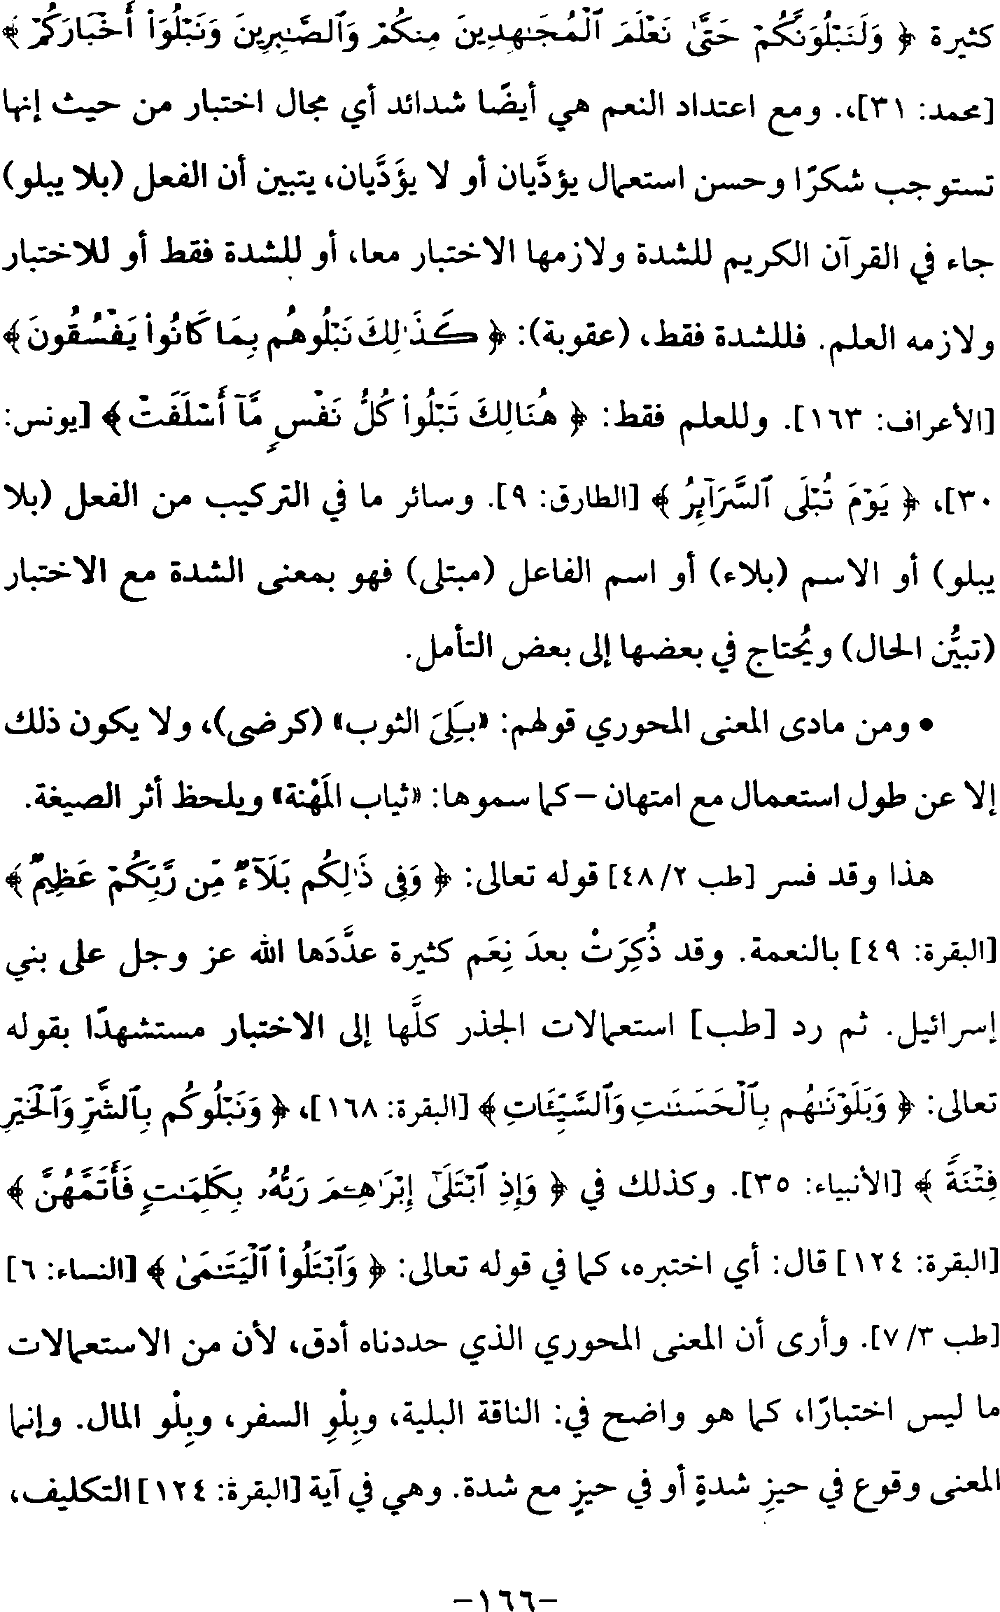 كثيرة ﴿ وَلَنَبْلُوَنَّكُمْ حَتَّىٰ نَعْلَمَ ٱلْمُجَـٰهِدِينَ مِنكُمْ وَٱلصَّـٰبِرِينَ وَنَبْلُوَا۟ أَخْبَارَكُمْ ﴾
[محمد: ٣١]،. ومع اعتداد النعم هي أيضًا شدائد أي مجال اختبار من حيث إنها
تستوجب شكرًا وحسن استعمال يؤدَّيان أو لا يؤَدَّيان، يتبين أن الفعل (بلا يبلو)
جاء في القرآن الكريم للشدة ولازمها الاختبار معا، أو للشدة فقط أو للاختبار
ولازمه العلم. فللشدة فقط، (عقوبة): ﴿ كَذَٰلِكَ نَبْلُوهُم بِمَا كَانُوا۟ يَفْسُقُونَ ﴾
[الأعراف: ١٦٣]. وللعلم فقط: ﴿ هُنَالِكَ تَبْلُوا۟ كُلُّ نَفْسٍ مَّآ أَسْلَفَتْ ﴾ [يونس:
٣٠]، ﴿ يَوْمَ تُبْلَى ٱلسَّرَآئِرُ ﴾ [الطارق: ٩]. وسائر ما في التركيب من الفعل (بلا
يبلو) أو الاسم (بلاء) أو اسم الفاعل (مبتلى) فهو بمعنى الشدة مع الاختبار
(تبيُّن الحال) ويُحتاج في بعضها إلى بعض التأمل.
• ومن مادى المعنى المحوري قولهم: «بـَلِىَ الثوب» (كرضى)، ولا يكون ذلك
إلا عن طول استعمال مع امتهان – كما سموها: «ثياب المَهْنة» ويلحظ أثر الصيغة.
هذا وقد فسر [طب ٢/ ٤٨] قوله تعالى: ﴿ وَفِى ذَٰلِكُم بَلَآءٌ مِّن رَّبِّكُمْ عَظِيمٌ ﴾
[البقرة: ٤٩] بالنعمة. وقد ذُكِرَتْ بعدَ نِعَم كثيرة عدَّدَها الله عز وجل على بني
إسرائيل. ثم رد [طب] استعمالات الجذر كلَّها إلى الاختبار مستشهدًا بقوله
تعالى: ﴿ وَبَلَوْنَـٰهُم بِٱلْحَسَنَـٰتِ وَٱلسَّيِّـَٔاتِ ﴾ [البقرة: ١٦٨]، ﴿ وَنَبْلُوكُم بِٱلشَّرِّ وَٱلْخَيْرِ
فِتْنَةً ﴾ [الأنبياء: ٣٥]. وكذلك في ﴿ وَإِذِ ٱبْتَلَىٰٓ إِبْرَٰهِـۧمَ رَبُّهُۥ بِكَلِمَـٰتٍ فَأَتَمَّهُنَّ ﴾
[البقرة: ١٢٤] قال: أي اختبره، كما في قوله تعالى: ﴿ وَٱبْتَلُوا۟ ٱلْيَتَـٰمَىٰ ﴾ [النساء: ٦]
[طب ٣/ ٧]. وأرى أن المعنى المحوري الذي حددناه أدق، لأن من الاستعمالات
ما ليس اختبارًا، كما هو واضح في: الناقة البلية، وبِلْوِ السفر، وبِلْو المال. وإنما
المعنى وقوع في حيزِ شدةٍ أو في حيزٍ مع شدة. وهي في آية [البقرة: ١٢٤] التكليف،
-١٦٦-